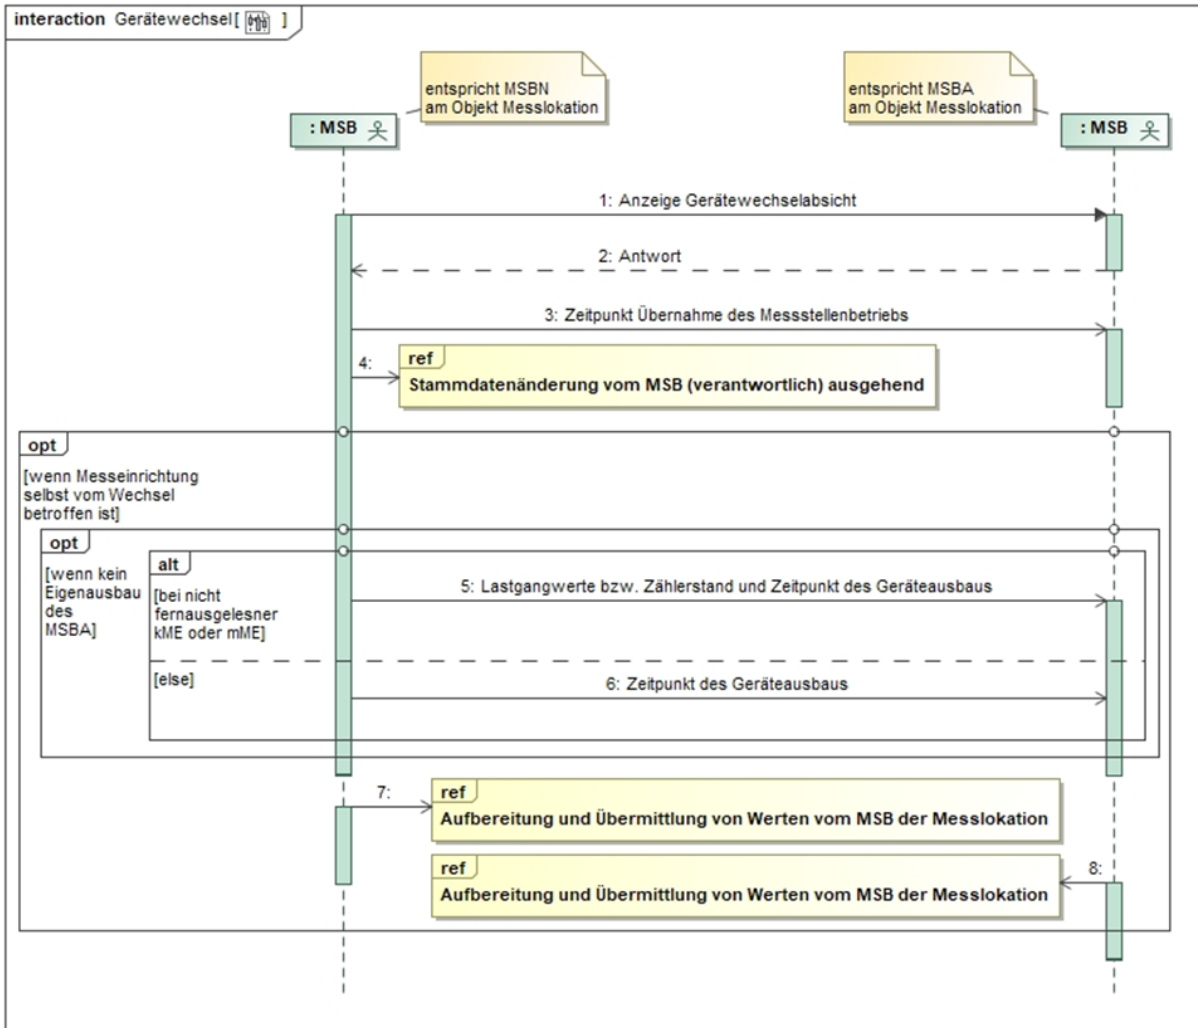 interaction Gerätewechsel[ ]
entspricht MSBN
am Objekt Messlokation
entspricht MSBA
am Objekt Messlokation
: MSB
: MSB
1: Anzeige Gerätewechselabsicht
2: Antwort
3: Zeitpunkt Übernahme des Messstellenbetriebs
4:
ref
Stammdatenänderung vom MSB (verantwortlich) ausgehend
opt
[wenn Messeinrichtung
selbst vom Wechsel
betroffen ist]
opt
[wenn kein
Eigenausbau
des
MSBA]
alt
[bei nicht
fernausgelesner
kME oder mME]
5: Lastgangwerte bzw. Zählerstand und Zeitpunkt des Geräteausbaus
[else]
6: Zeitpunkt des Geräteausbaus
7:
ref
Aufbereitung und Übermittlung von Werten vom MSB der Messlokation
8:
ref
Aufbereitung und Übermittlung von Werten vom MSB der Messlokation